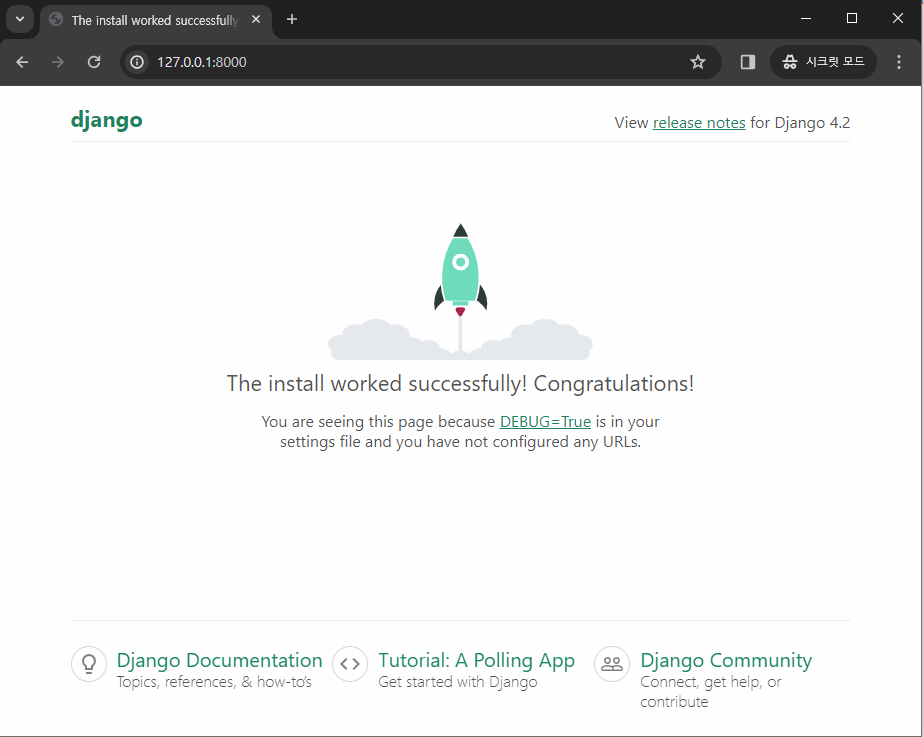 The install worked successfully
127.0.0.1:8000
시크릿 모드
django
View release notes for Django 4.2
The install worked successfully! Congratulations!
You are seeing this page because DEBUG=True is in your
settings file and you have not configured any URLs.
Django Documentation
Topics, references, & how-to's
Tutorial: A Polling App
Get started with Django
Django Community
Connect, get help, or
contribute